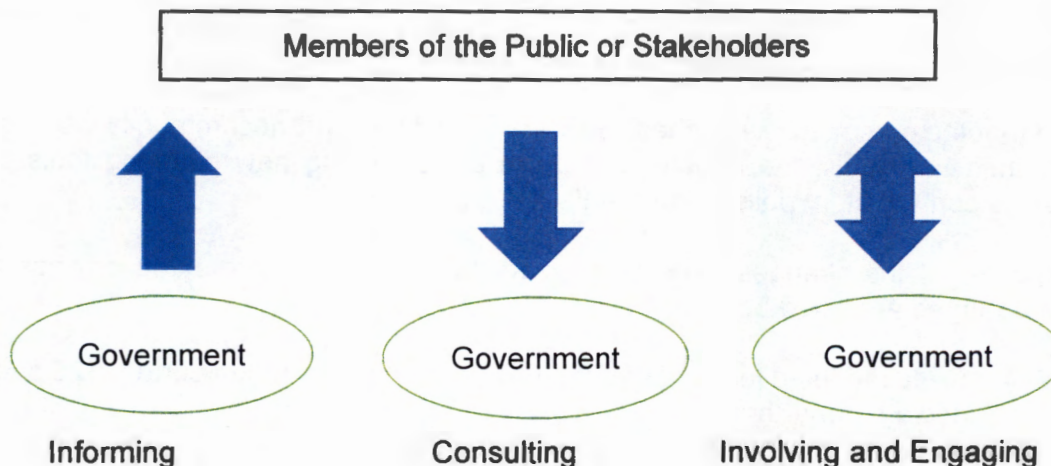 Members of the Public or Stakeholders
Government
Government
Government
Informing
Consulting
Involving and Engaging